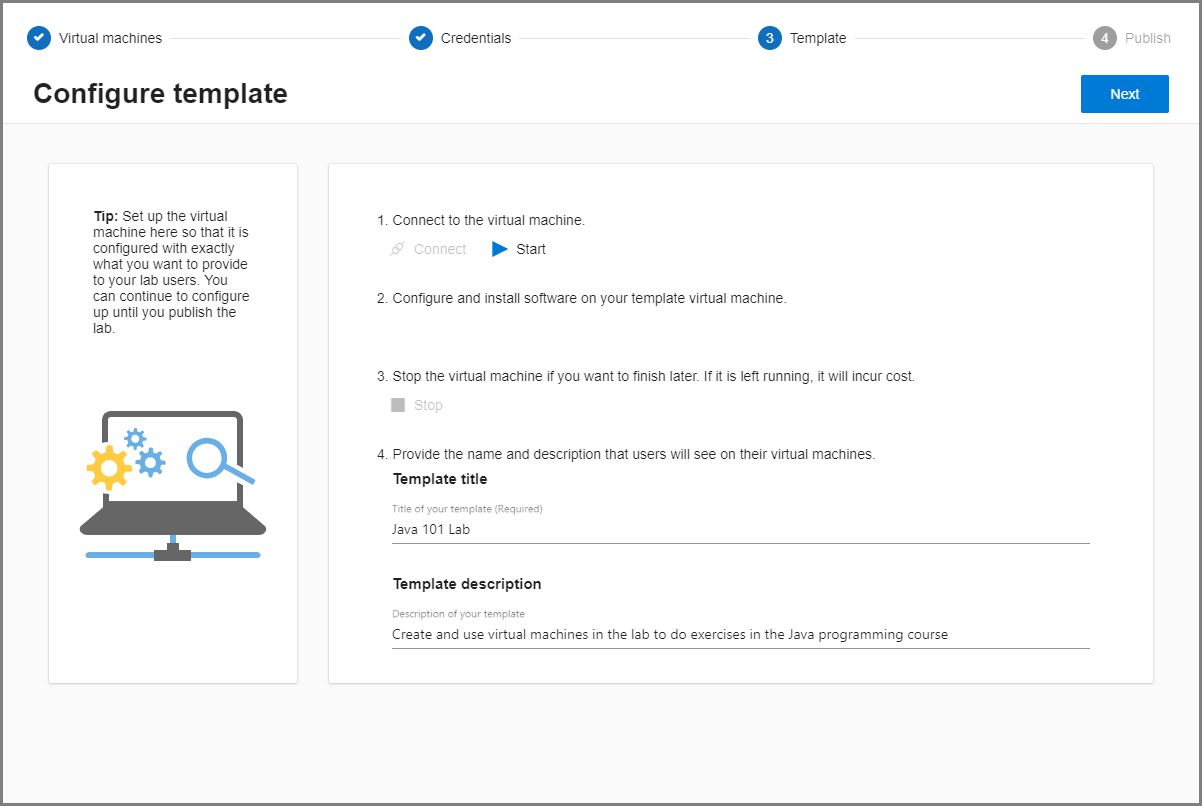 Virtual machines
Credentials
3 Template
4 Publish
Configure template
Next
Tip: Set up the virtual
machine here so that it is
configured with exactly
what you want to provide
to your lab users. You
can continue to configure
up until you publish the
lab.
1. Connect to the virtual machine.
Connect
Start
2. Configure and install software on your template virtual machine.
3. Stop the virtual machine if you want to finish later. If it is left running, it will incur cost.
Stop
4. Provide the name and description that users will see on their virtual machines.
Template title
Title of your template (Required)
Java 101 Lab
Template description
Description of your template
Create and use virtual machines in the lab to do exercises in the Java programming course